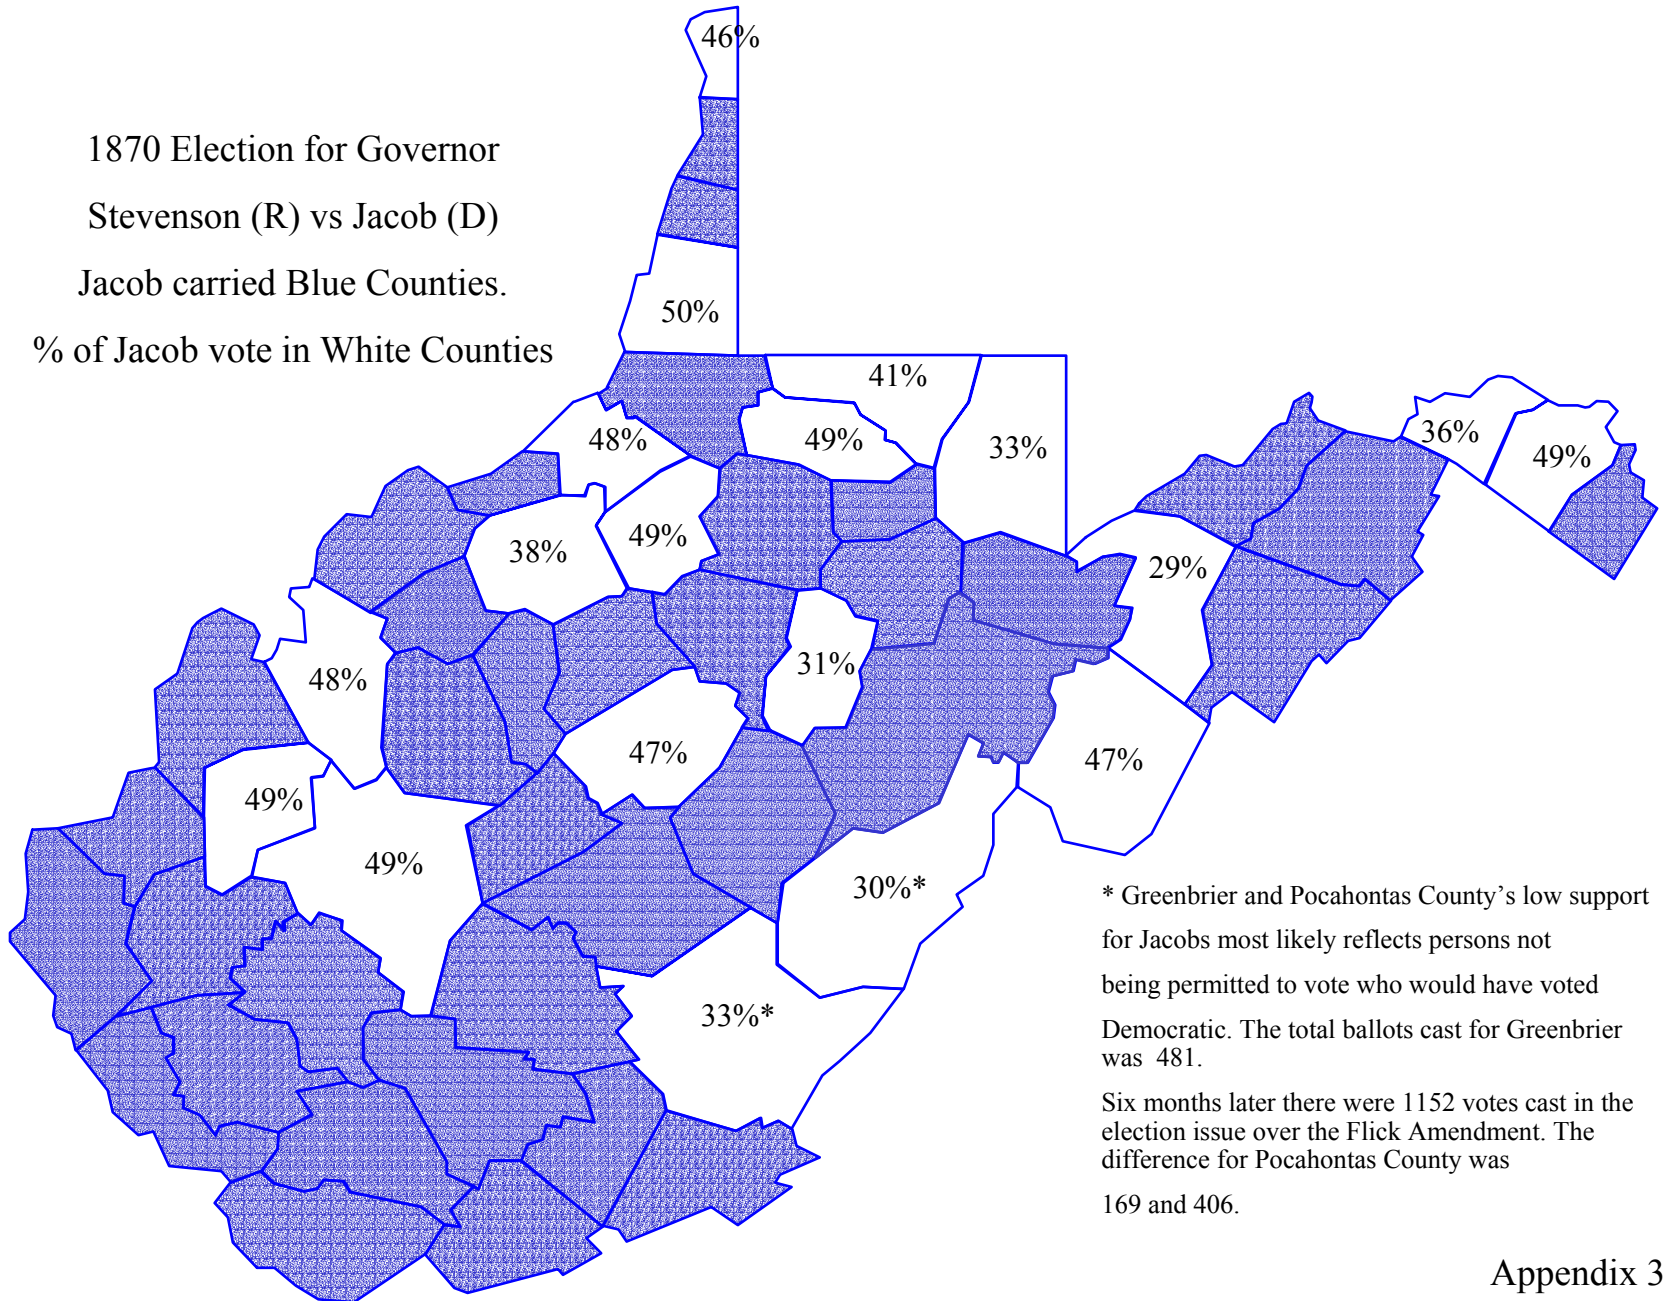 1870 Election for Governor
Stevenson (R) vs Jacob (D)
Jacob carried Blue Counties.
% of Jacob vote in White Counties
46%
50%
41%
48%
49%
33%
36%
49%
38%
49%
29%
48%
31%
47%
47%
49%
49%
30%*
33%*
* Greenbrier and Pocahontas County’s low support
for Jacobs most likely reflects persons not
being permitted to vote who would have voted
Democratic. The total ballots cast for Greenbrier
was 481.
Six months later there were 1152 votes cast in the
election issue over the Flick Amendment. The
difference for Pocahontas County was
169 and 406.
Appendix 3